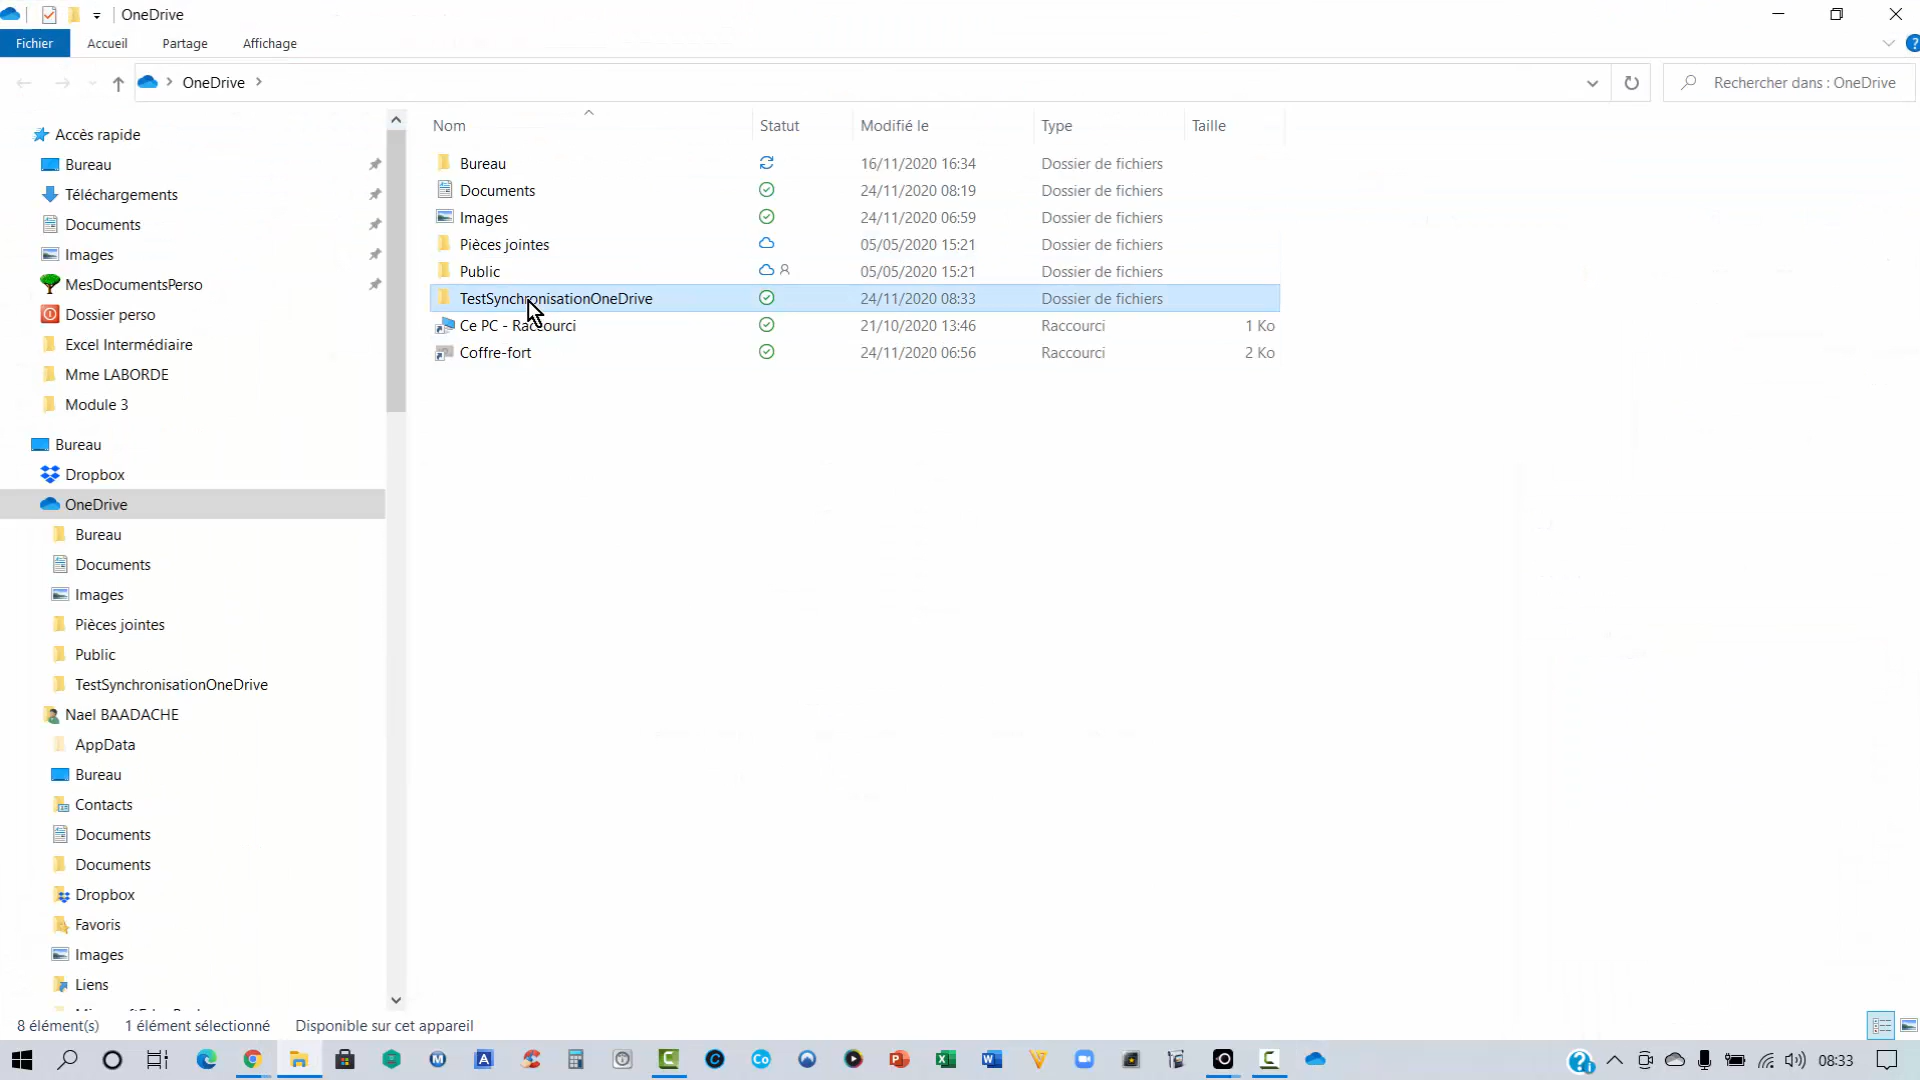 OneDrive
Fichier Accueil Partage Affichage
OneDrive
Rechercher dans : OneDrive
Accès rapide
Bureau
Téléchargements
Documents
Images
MesDocumentsPerso
Dossier perso
Excel Intermédiaire
Mme LABORDE
Module 3
Bureau
Dropbox
OneDrive
Bureau
Documents
Images
Pièces jointes
Public
TestSynchronisationOneDrive
Nael BAADACHE
AppData
Bureau
Contacts
Documents
Documents
Dropbox
Favoris
Images
Liens
Nom Statut Modifié le Type Taille
Bureau 16/11/2020 16:34 Dossier de fichiers
Documents 24/11/2020 08:19 Dossier de fichiers
Images 24/11/2020 06:59 Dossier de fichiers
Pièces jointes 05/05/2020 15:21 Dossier de fichiers
Public 05/05/2020 15:21 Dossier de fichiers
TestSynchronisationOneDrive 24/11/2020 08:33 Dossier de fichiers
Ce PC - Raccourci 21/10/2020 13:46 Raccourci 1 Ko
Coffre-fort 24/11/2020 06:56 Raccourci 2 Ko
8 élément(s) 1 élément sélectionné Disponible sur cet appareil
08:33